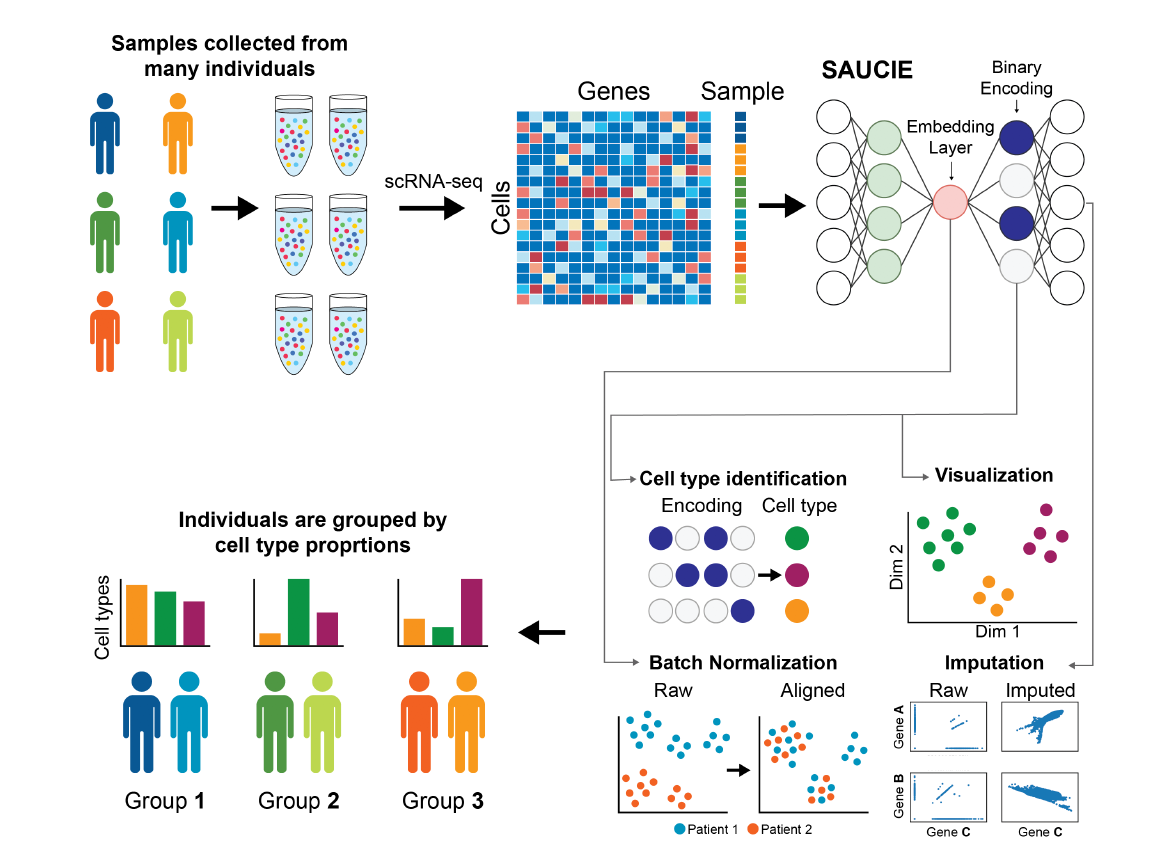 Samples collected from
many individuals
scRNA-seq
Genes
Sample
Cells
SAUCIE
Binary
Encoding
Embedding
Layer
Cell type identification
Encoding
Cell type
Visualization
Dim 2
Dim 1
Individuals are grouped by
cell type proprtions
Cell types
Group 1
Group 2
Group 3
Batch Normalization
Raw
Aligned
Patient 1
Patient 2
Imputation
Raw
Imputed
Gene A
Gene B
Gene C
Gene C